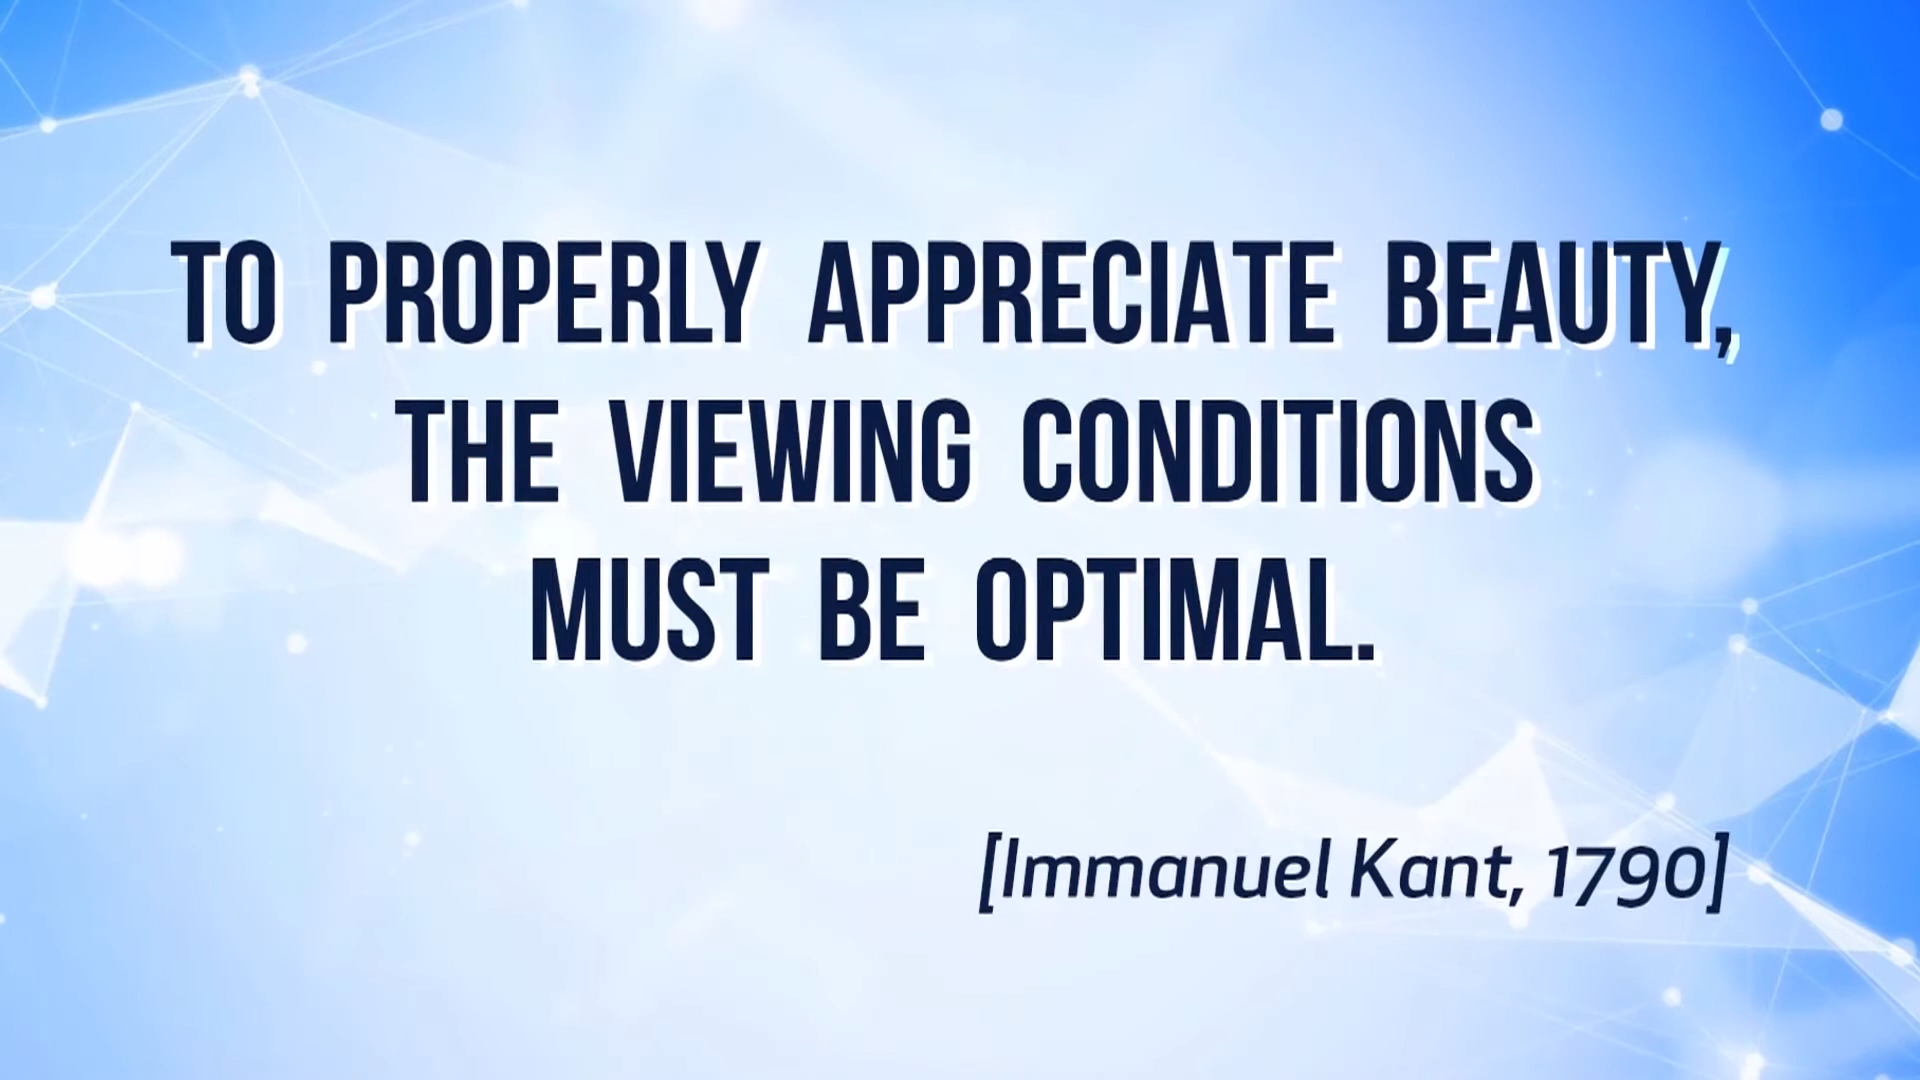 TO PROPERLY APPRECIATE BEAUTY,
THE VIEWING CONDITIONS
MUST BE OPTIMAL.
[Immanuel Kant, 1790]